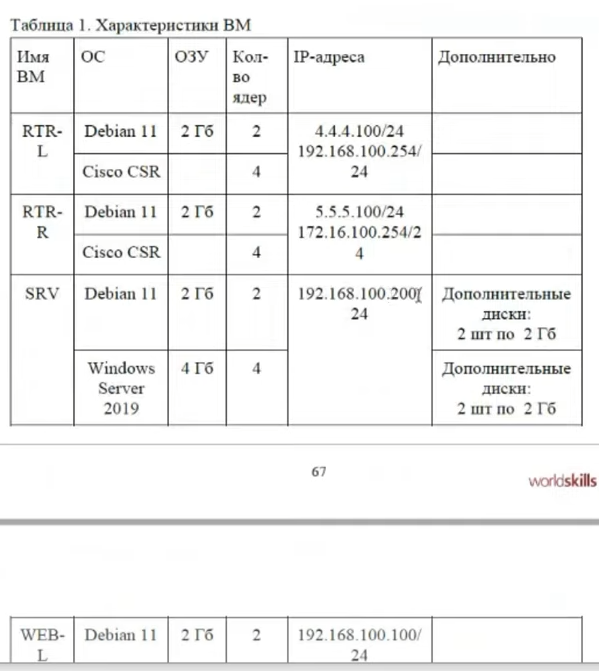 Таблица 1. Характеристики ВМ
Имя ВМ ОС ОЗУ Кол-во ядер IP-адреса Дополнительно
RTR-L Debian 11 2 Гб 2 4.4.4.100/24
192.168.100.254/24
Cisco CSR 4
RTR-R Debian 11 2 Гб 2 5.5.5.100/24
172.16.100.254/24
Cisco CSR 4
SRV Debian 11 2 Гб 2 192.168.100.200/24 Дополнительные диски:
2 шт по 2 Гб
Windows Server 2019 4 Гб 4 Дополнительные диски:
2 шт по 2 Гб
67
worldskills
WEB-L Debian 11 2 Гб 2 192.168.100.100/24